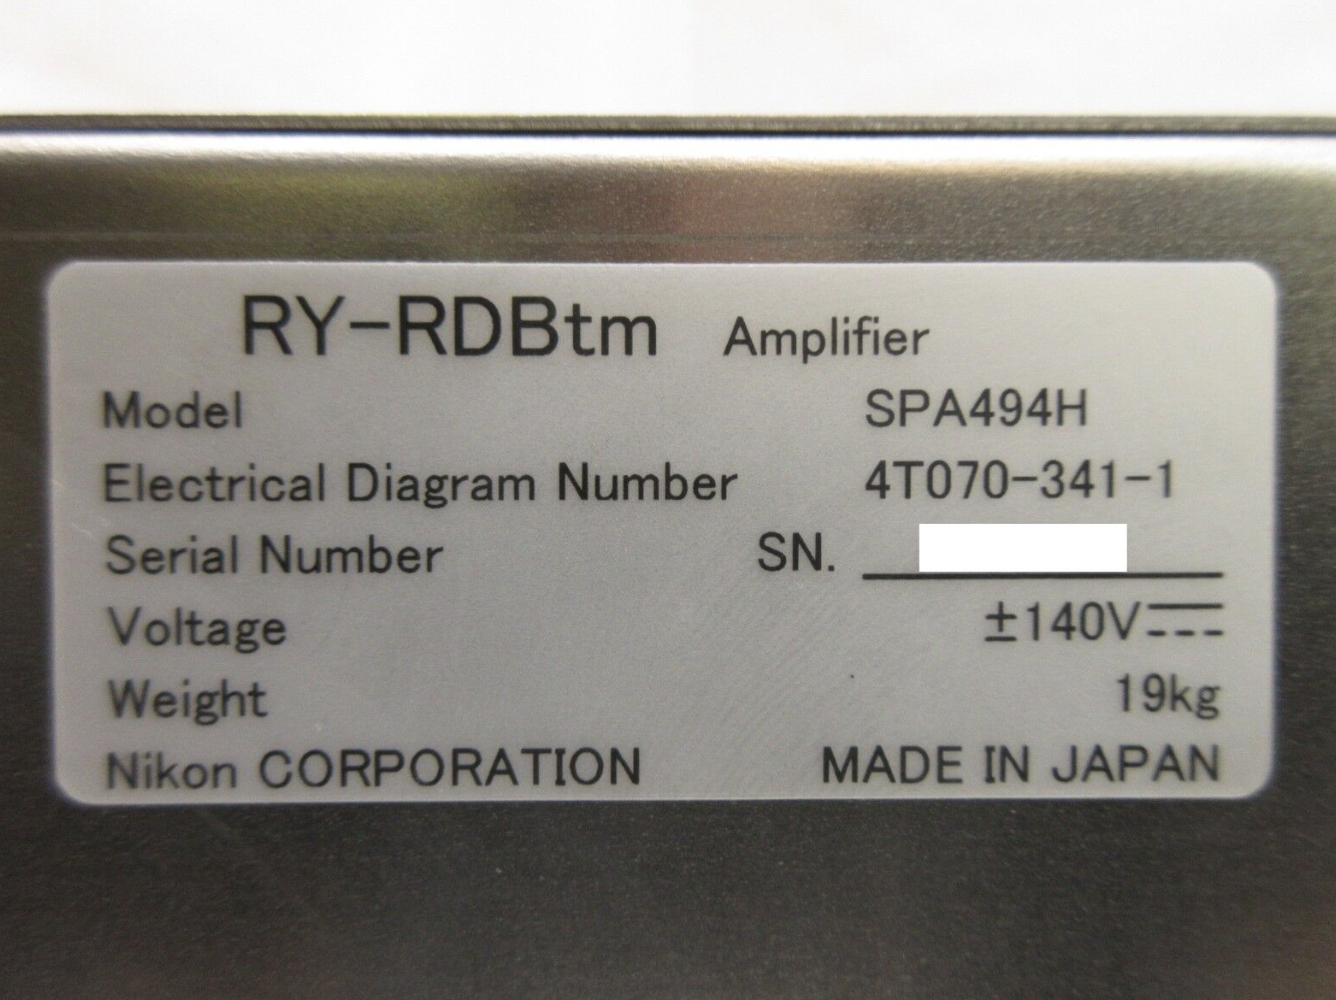 RY-RDBtm Amplifier
Model SPA494H
Electrical Diagram Number 4T070-341-1
Serial Number SN.
Voltage ±140V⎓
Weight 19kg
Nikon CORPORATION MADE IN JAPAN